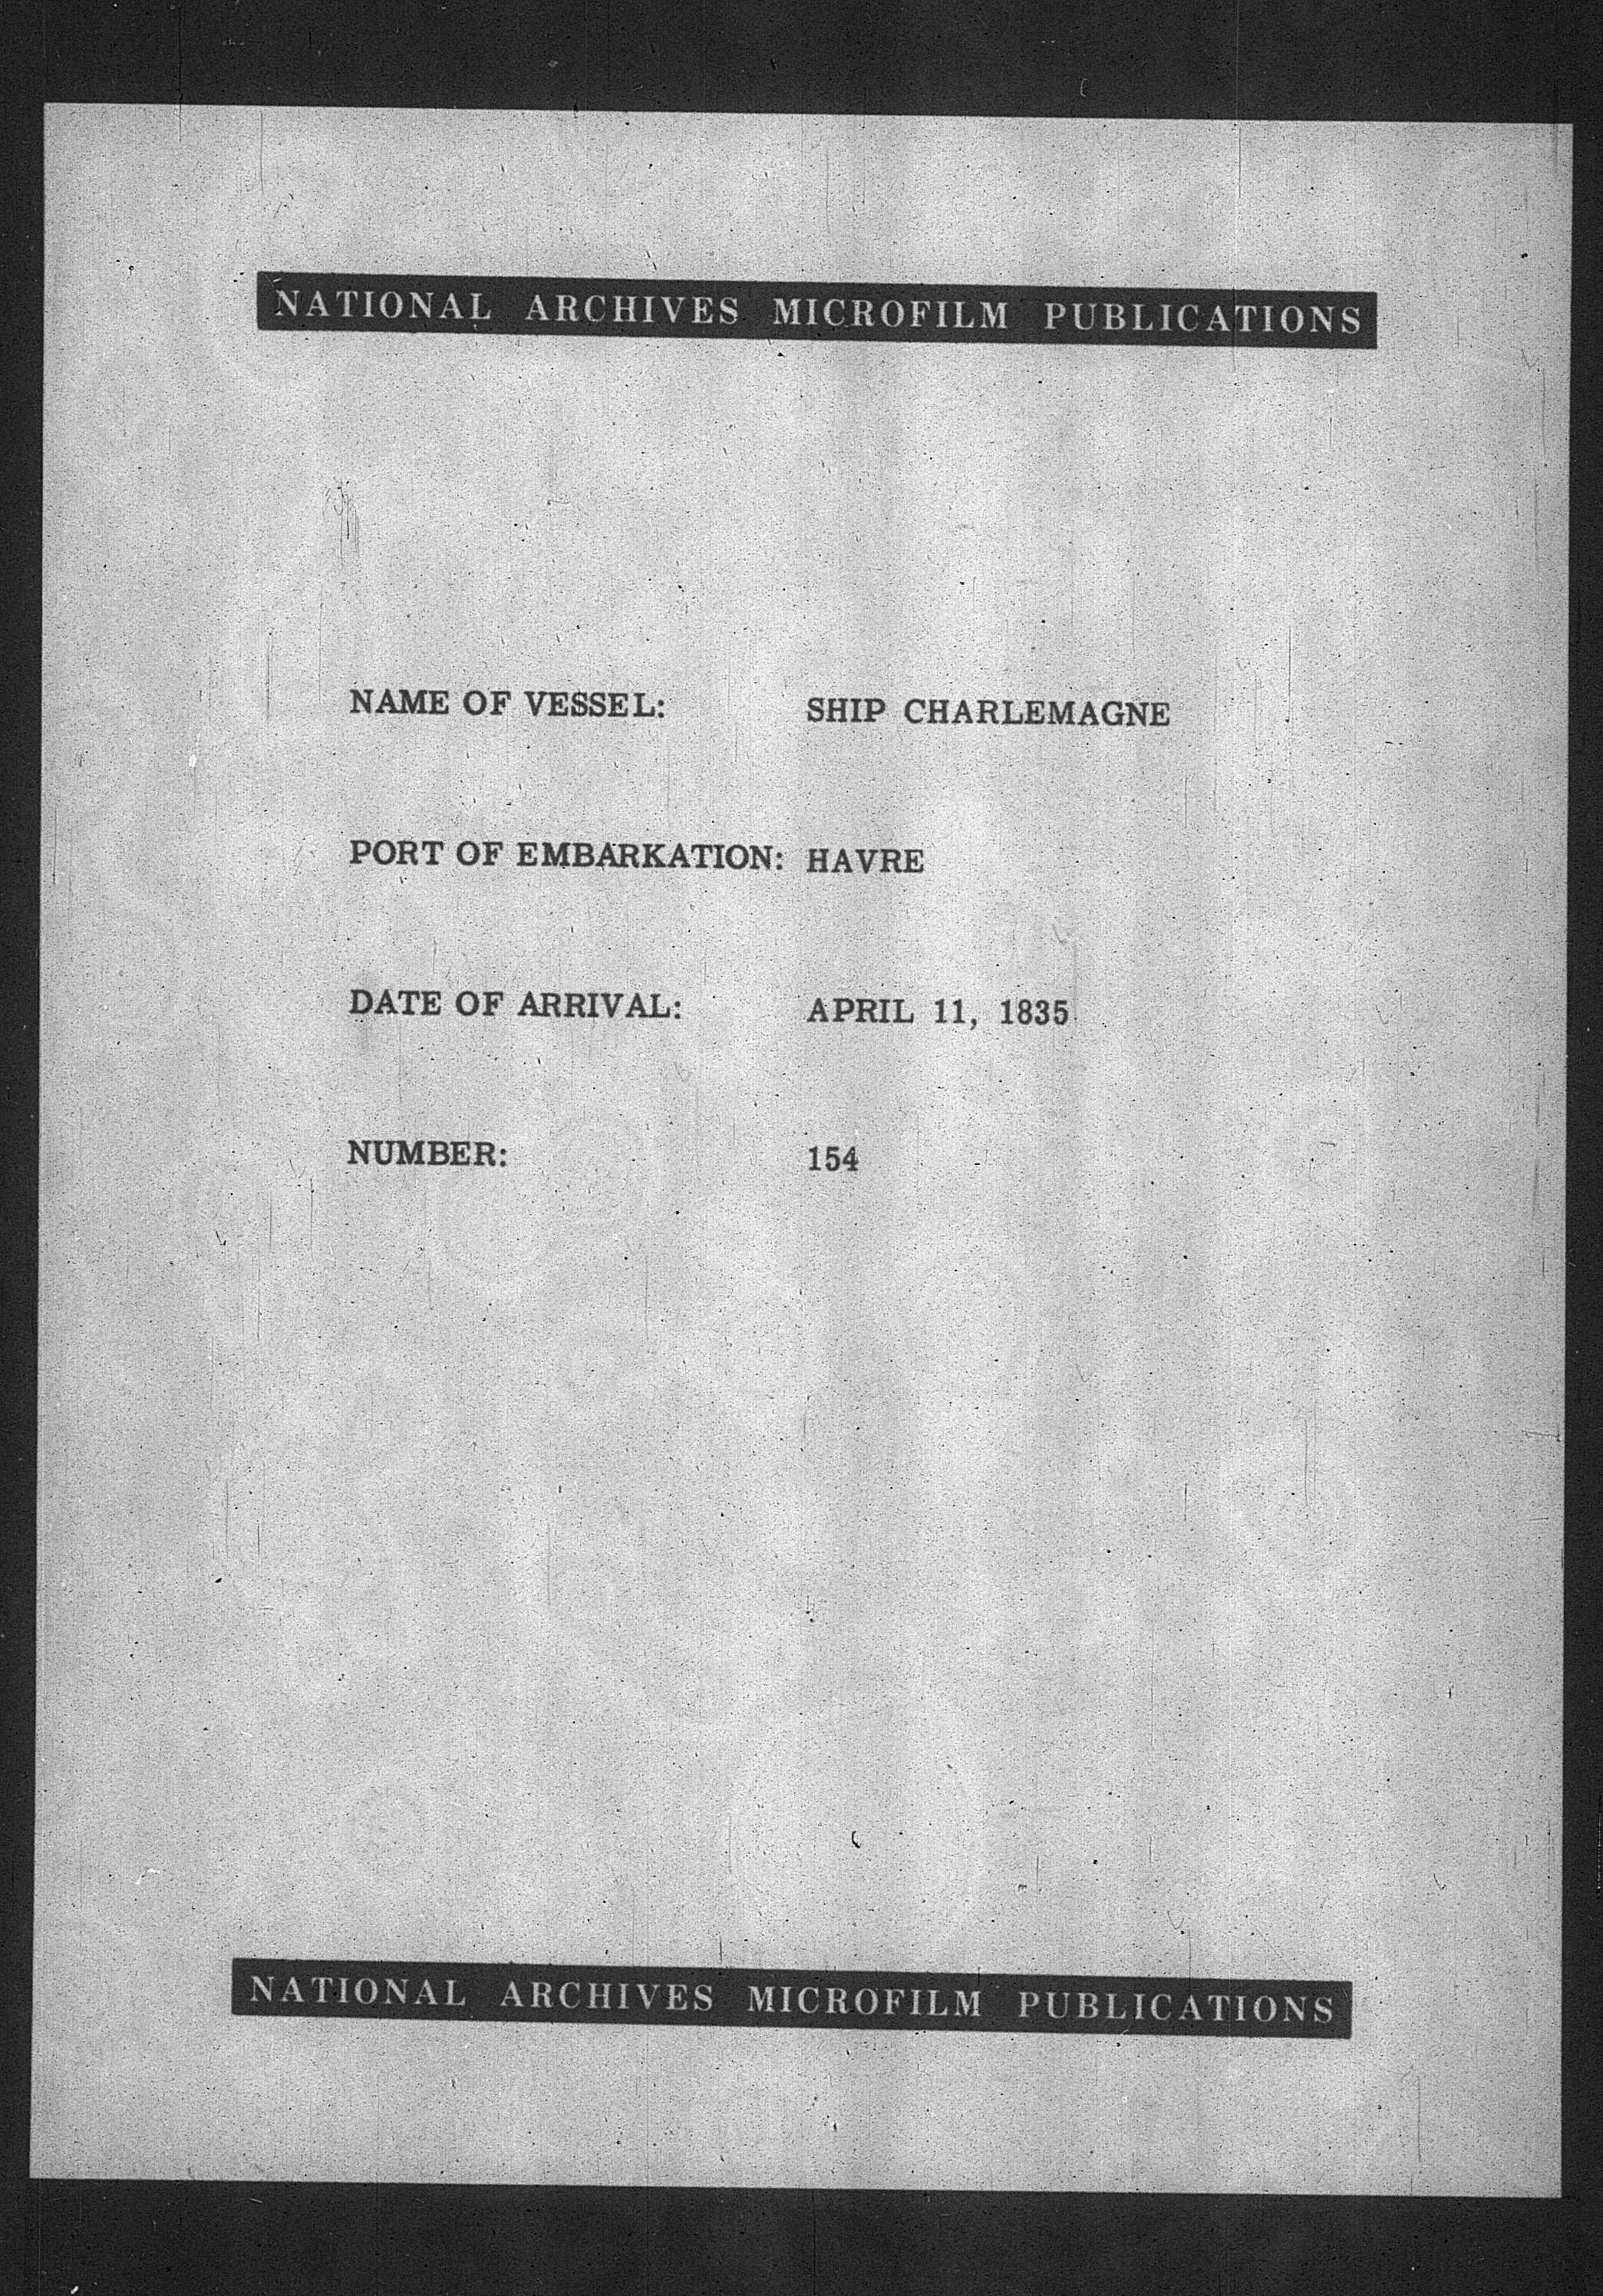 NATIONAL ARCHIVES MICROFILM PUBLICATIONS
NAME OF VESSEL: SHIP CHARLEMAGNE
PORT OF EMBARKATION: HAVRE
DATE OF ARRIVAL: APRIL 11, 1835
NUMBER: 154
NATIONAL ARCHIVES MICROFILM PUBLICATIONS